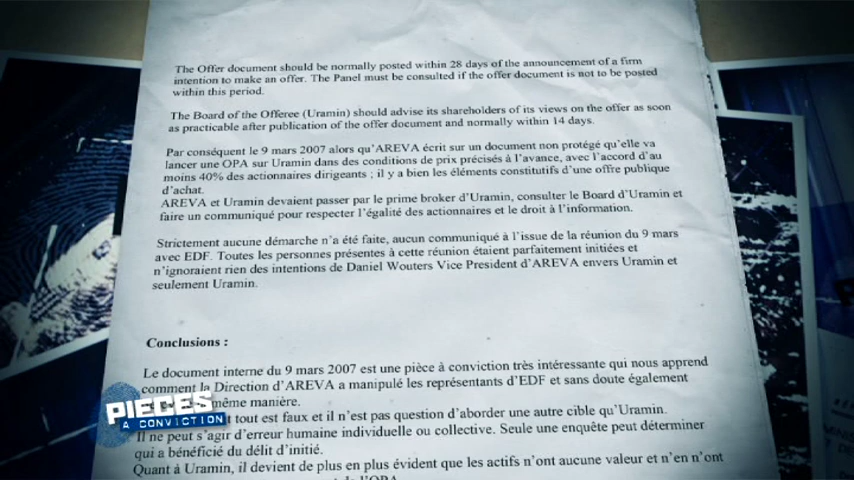 The Offer document should be normally posted within 28 days of the announcement of a firm
intention to make an offer. The Panel must be consulted if the offer document is not to be posted
within this period.
The Board of the Offeree (Uramin) should advise its shareholders of its views on the offer as soon
as practicable after publication of the offer document and normally within 14 days.
Par conséquent le 9 mars 2007 alors qu'AREVA écrit sur un document non protégé qu'elle va
lancer une OPA sur Uramin dans des conditions de prix précisés à l'avance, avec l'accord d'au
moins 40% des actionnaires dirigeants ; il y a bien les éléments constitutifs d'une offre publique
d'achat.
AREVA et Uramin devaient passer par le prime broker d'Uramin, consulter le Board d'Uramin et
faire un communiqué pour respecter l'égalité des actionnaires et le droit à l'information.
Strictement aucune démarche n'a été faite, aucun communiqué à l'issue de la réunion du 9 mars
avec EDF. Toutes les personnes présentes à cette réunion étaient parfaitement initiées et
n'ignoraient rien des intentions de Daniel Wouters Vice President d'AREVA envers Uramin et
seulement Uramin.
Conclusions :
Le document interne du 9 mars 2007 est une pièce à conviction très intéressante qui nous apprend
comment la Direction d'AREVA a manipulé les représentants d'EDF et sans doute également
même manière.
tout est faux et il n'est pas question d'aborder une autre cible qu'Uramin.
Il ne peut s'agir d'erreur humaine individuelle ou collective. Seule une enquête peut déterminer
qui a bénéficié du délit d'initié.
Quant à Uramin, il devient de plus en plus évident que les actifs n'ont aucune valeur et n'en n'ont
de l'OPA
PIECES
A CONVICTION